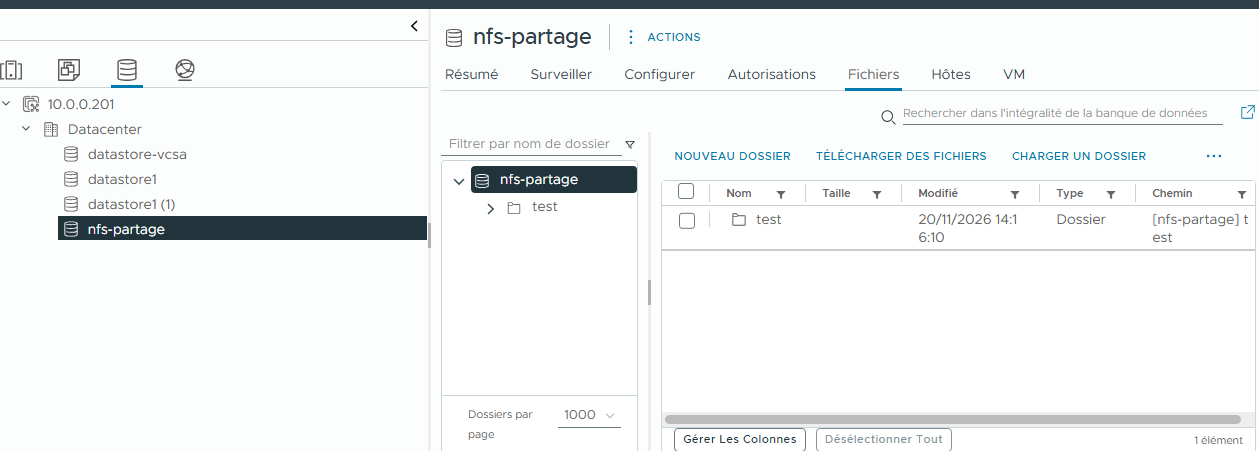 nfs-partage
ACTIONS
Résumé Surveiller Configurer Autorisations Fichiers Hôtes VM
10.0.0.201
Datacenter
datastore-vcsa
datastore1
datastore1 (1)
nfs-partage
Rechercher dans l'intégralité de la banque de données
Filtrer par nom de dossier
nfs-partage
test
Dossiers par
page
1000
NOUVEAU DOSSIER TÉLÉCHARGER DES FICHIERS CHARGER UN DOSSIER ...
Nom Taille Modifié Type Chemin
test 20/11/2026 14:1 Dossier [nfs-partage] t
6:10 est
Gérer Les Colonnes Désélectionner Tout 1 élément